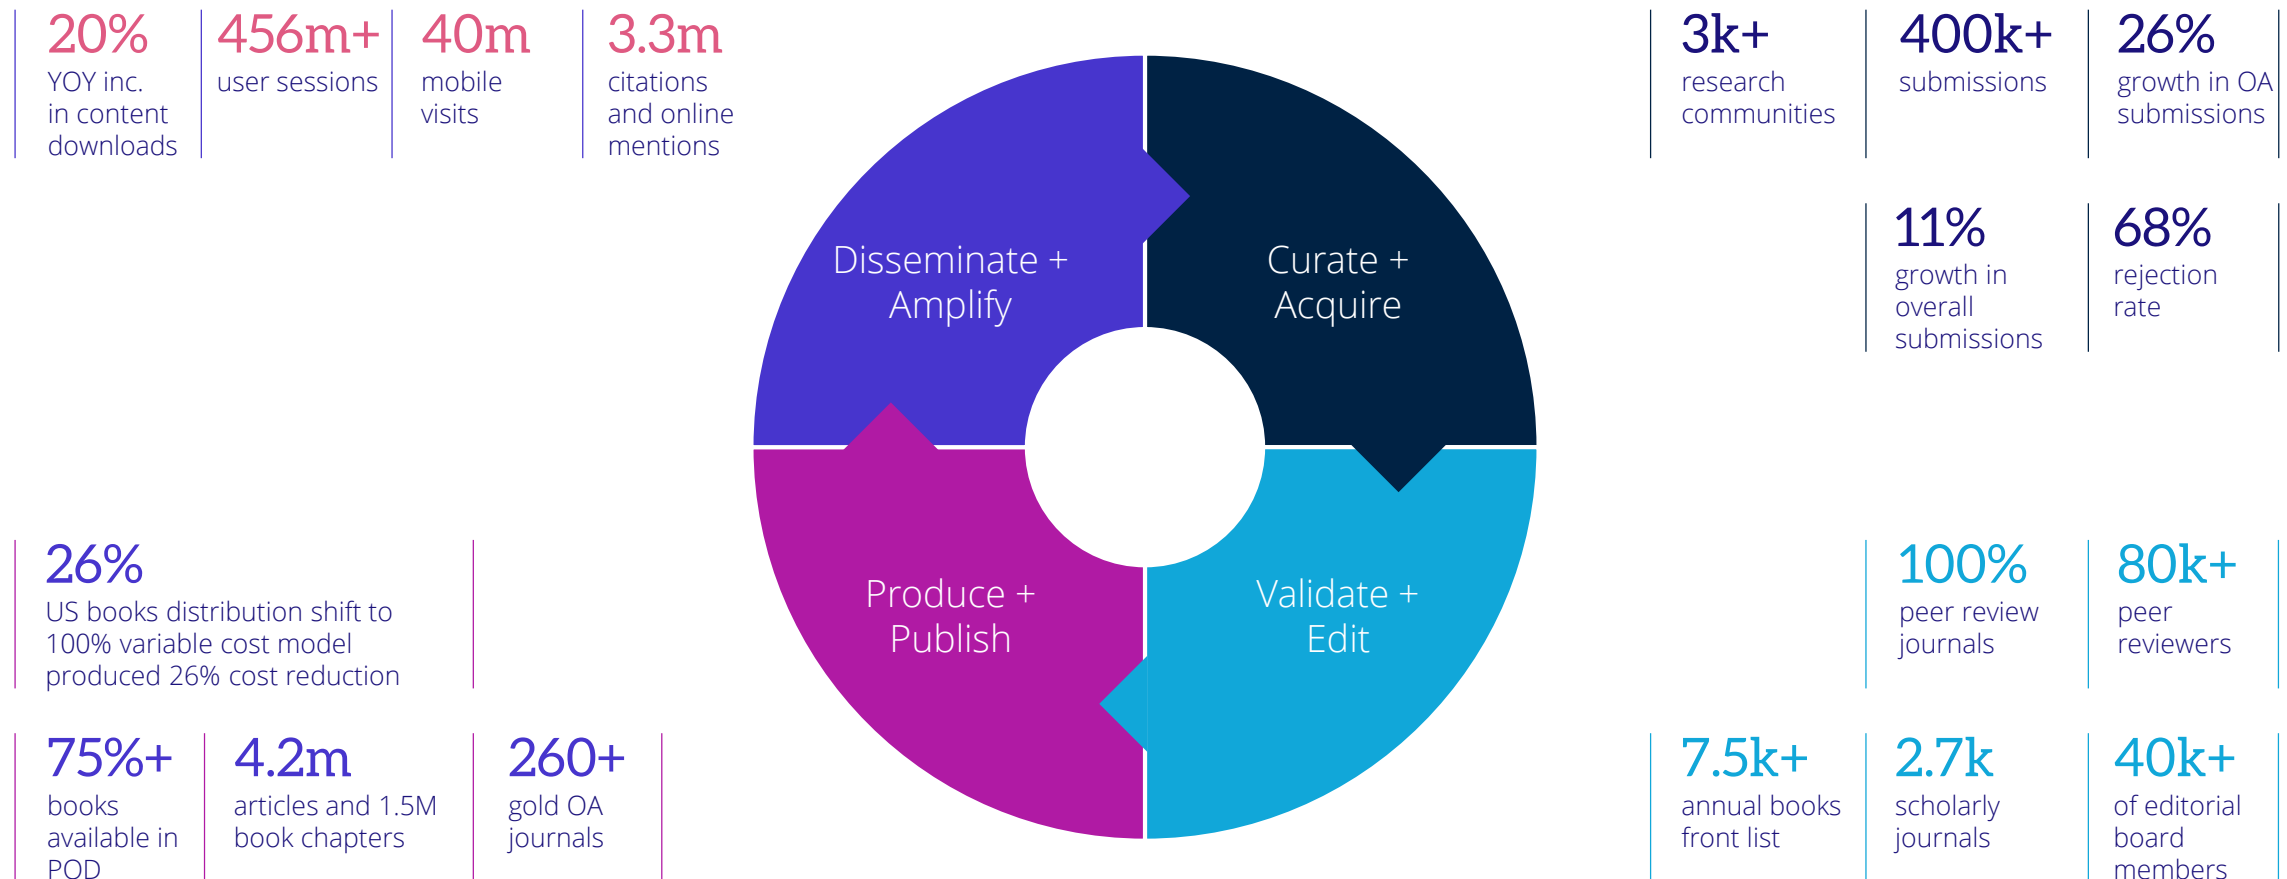 20%
YOY inc.
in content
downloads
456m+
user sessions
40m
mobile
visits
3.3m
citations
and online
mentions
3k+
research
communities
400k+
submissions
26%
growth in OA
submissions
11%
growth in
overall
submissions
68%
rejection
rate
Disseminate +
Amplify
Curate +
Acquire
Produce +
Publish
Validate +
Edit
26%
US books distribution shift to
100% variable cost model
produced 26% cost reduction
75%+
books
available in
POD
4.2m
articles and 1.5M
book chapters
260+
gold OA
journals
100%
peer review
journals
80k+
peer
reviewers
7.5k+
annual books
front list
2.7k
scholarly
journals
40k+
of editorial
board
members